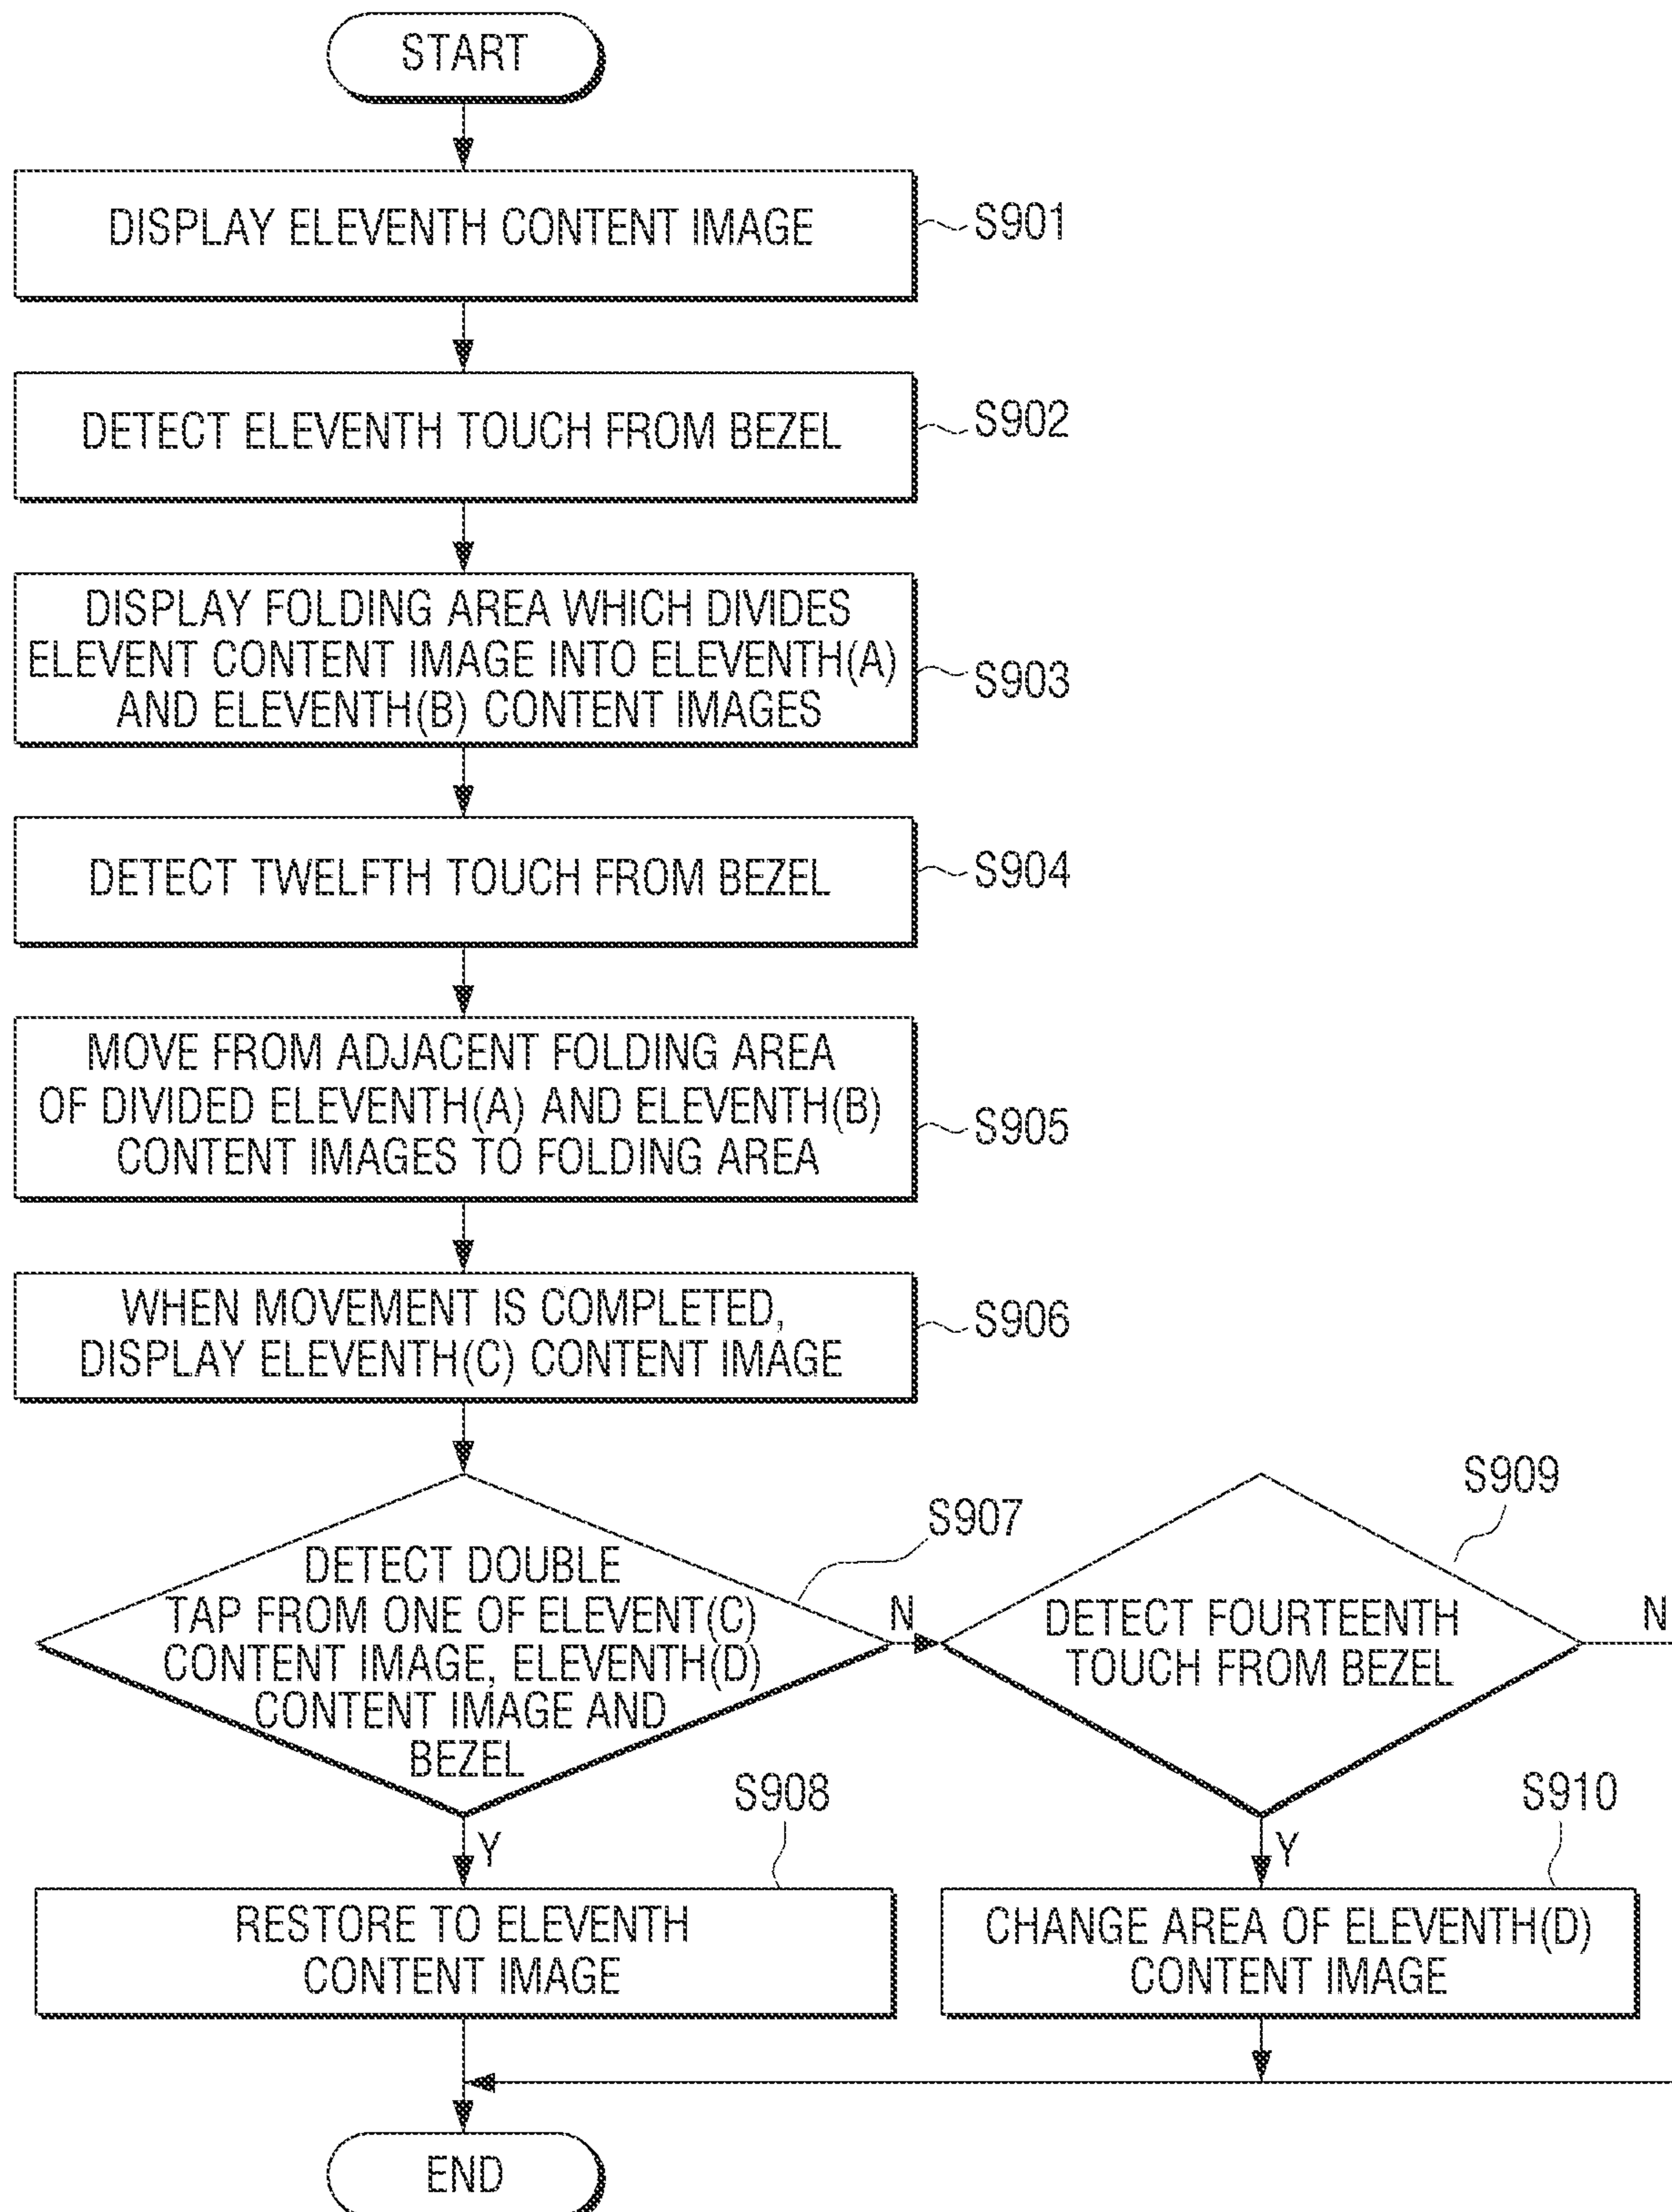 START
DISPLAY ELEVENTH CONTENT IMAGE
S901
DETECT ELEVENTH TOUCH FROM BEZEL
S902
DISPLAY FOLDING AREA WHICH DIVIDES
ELEVENT CONTENT IMAGE INTO ELEVENTH(A)
AND ELEVENTH(B) CONTENT IMAGES
S903
DETECT TWELFTH TOUCH FROM BEZEL
S904
MOVE FROM ADJACENT FOLDING AREA
OF DIVIDED ELEVENTH(A) AND ELEVENTH(B)
CONTENT IMAGES TO FOLDING AREA
S905
WHEN MOVEMENT IS COMPLETED,
DISPLAY ELEVENTH(C) CONTENT IMAGE
S906
S907
DETECT DOUBLE
TAP FROM ONE OF ELEVENT(C)
CONTENT IMAGE, ELEVENTH(D)
CONTENT IMAGE AND
BEZEL
N
S909
DETECT FOURTEENTH
TOUCH FROM BEZEL
N
Y
S908
RESTORE TO ELEVENTH
CONTENT IMAGE
Y
S910
CHANGE AREA OF ELEVENTH(D)
CONTENT IMAGE
END